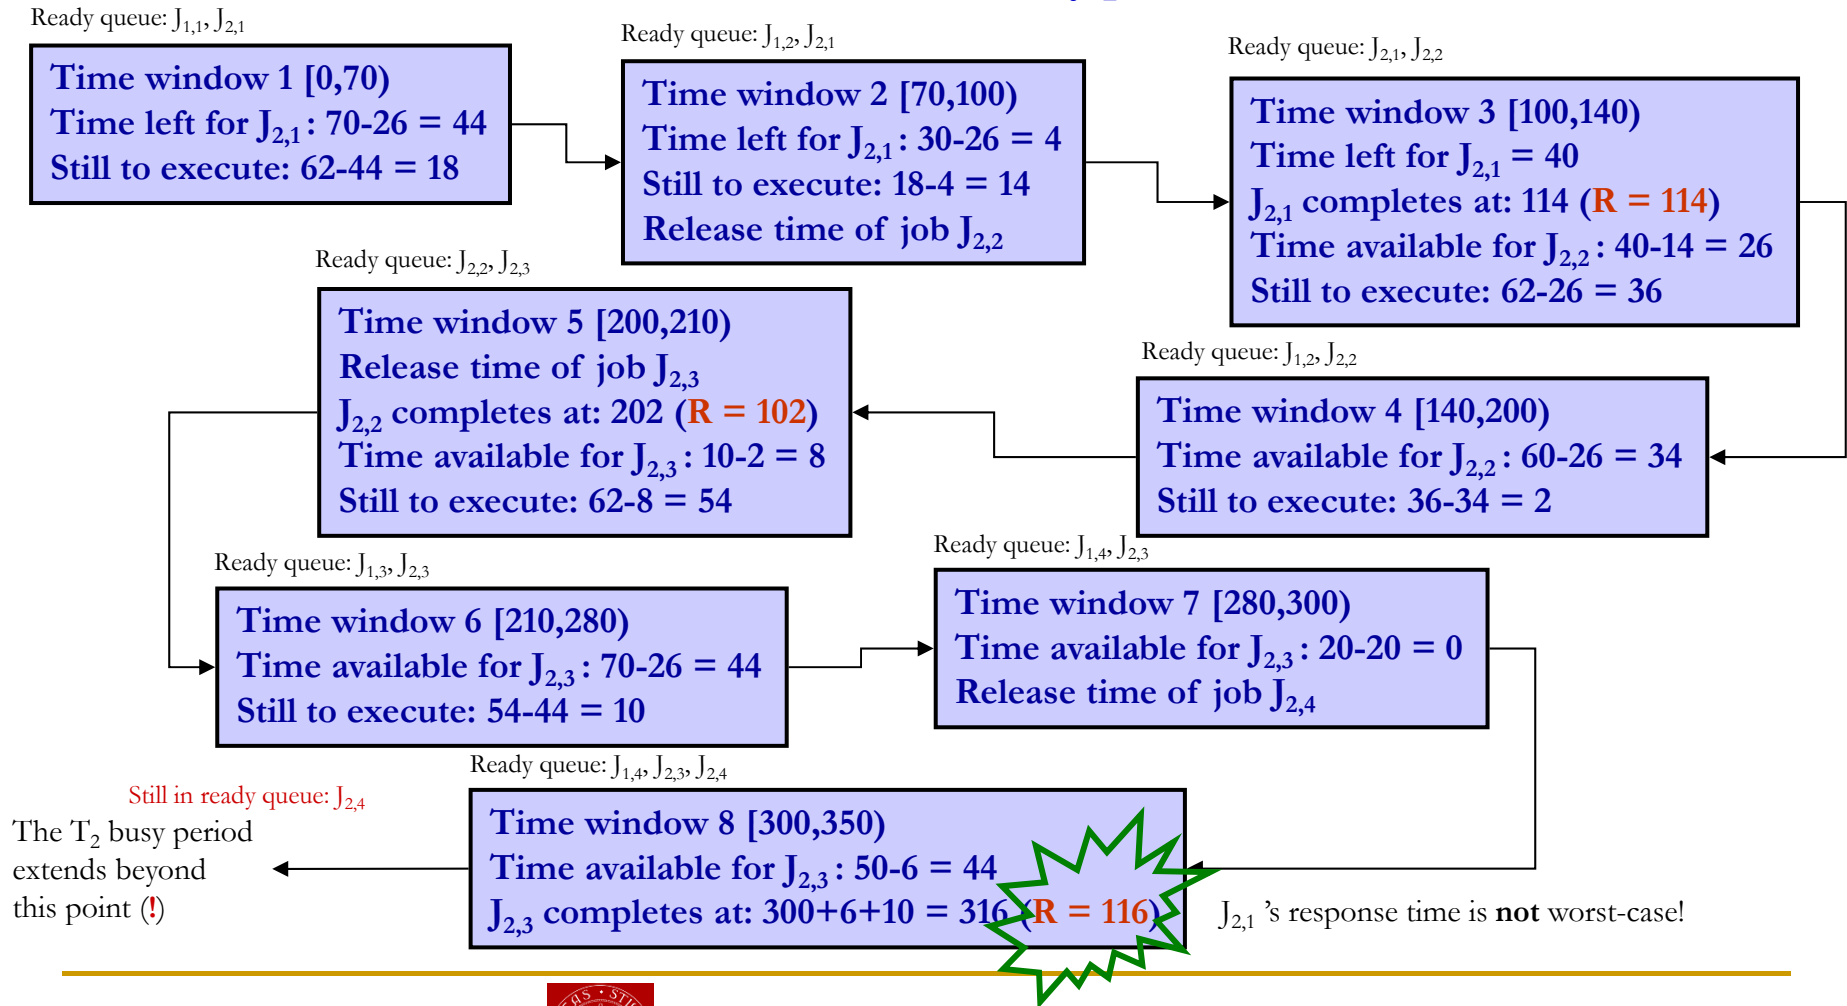 Ready queue: J1,1, J2,1
Time window 1 [0,70)
Time left for J2,1 : 70-26 = 44
Still to execute: 62-44 = 18
Ready queue: J1,2, J2,1
Time window 2 [70,100)
Time left for J2,1 : 30-26 = 4
Still to execute: 18-4 = 14
Release time of job J2,2
Ready queue: J2,1, J2,2
Time window 3 [100,140)
Time left for J2,1 = 40
J2,1 completes at: 114 (R = 114)
Time available for J2,2 : 40-14 = 26
Still to execute: 62-26 = 36
Ready queue: J1,2, J2,2
Time window 4 [140,200)
Time available for J2,2 : 60-26 = 34
Still to execute: 36-34 = 2
Ready queue: J2,2, J2,3
Time window 5 [200,210)
Release time of job J2,3
J2,2 completes at: 202 (R = 102)
Time available for J2,3 : 10-2 = 8
Still to execute: 62-8 = 54
Ready queue: J1,3, J2,3
Time window 6 [210,280)
Time available for J2,3 : 70-26 = 44
Still to execute: 54-44 = 10
Ready queue: J1,4, J2,3
Time window 7 [280,300)
Time available for J2,3 : 20-20 = 0
Release time of job J2,4
Ready queue: J1,4, J2,3, J2,4
Time window 8 [300,350)
Time available for J2,3 : 50-6 = 44
J2,3 completes at: 300+6+10 = 316 (R = 116)
Still in ready queue: J2,4
The T2 busy period
extends beyond
this point (!)
J2,1 's response time is not worst-case!